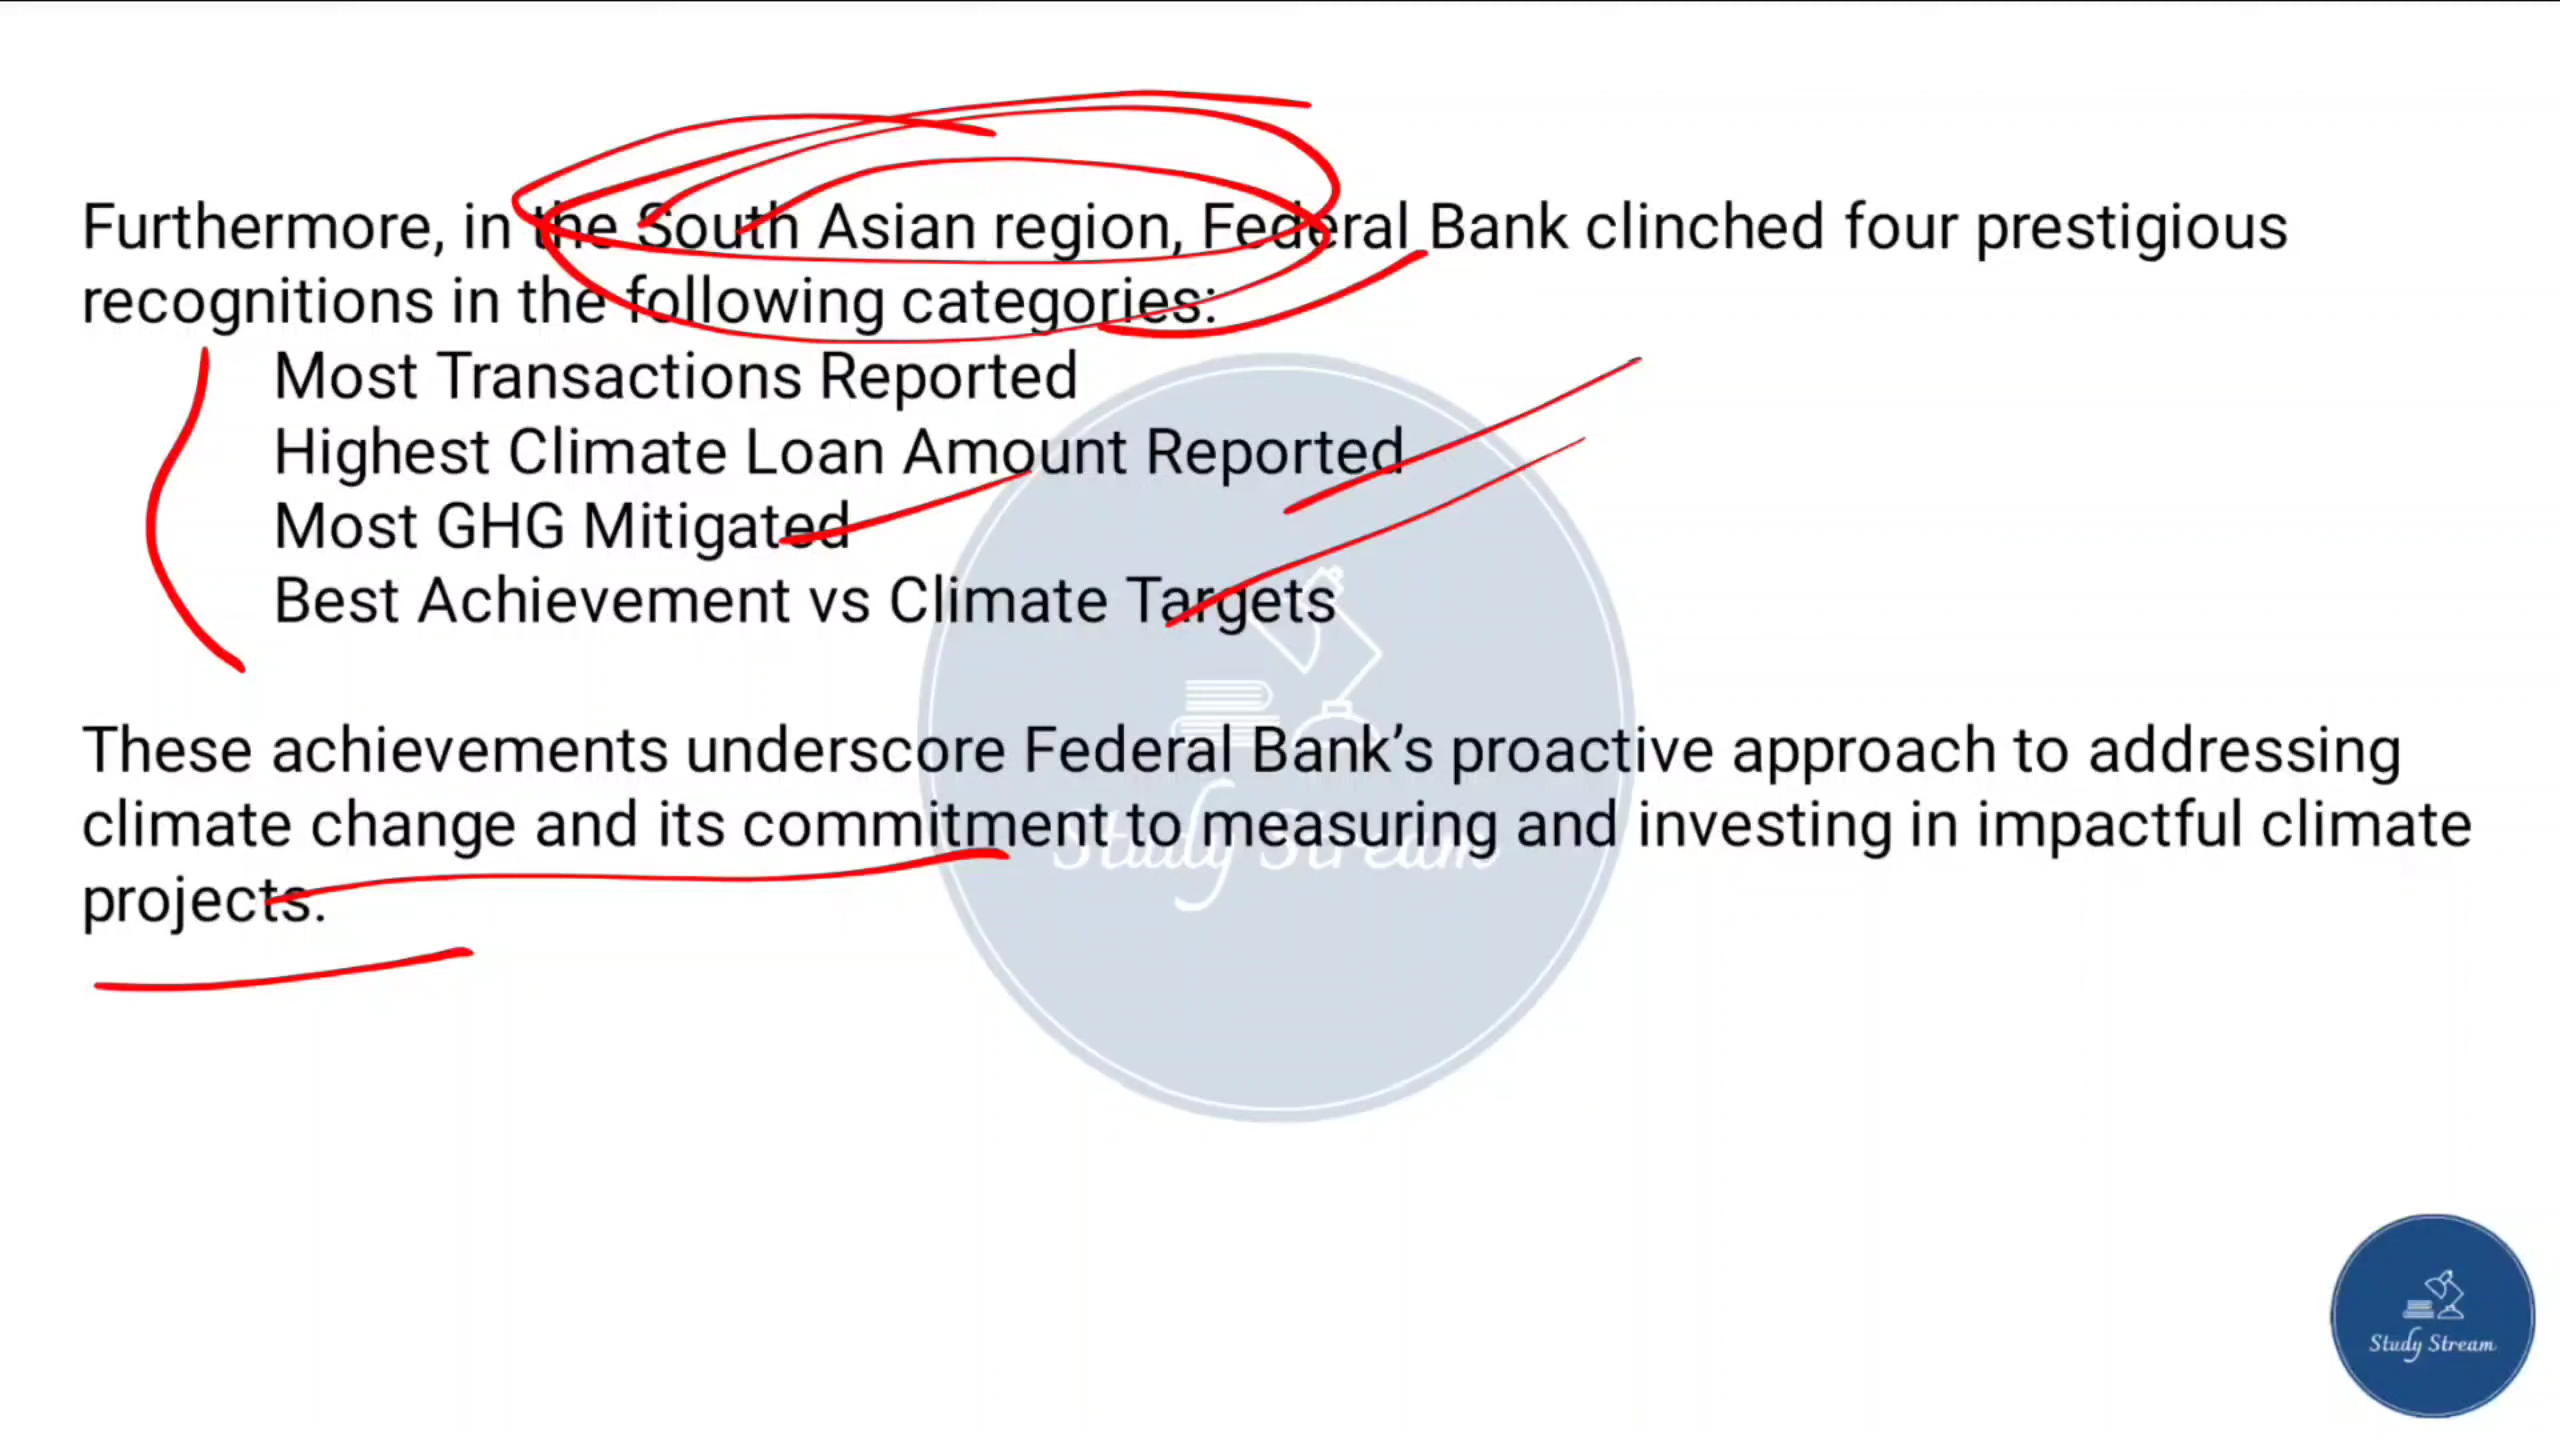 Furthermore, in the South Asian region, Federal Bank clinched four prestigious
recognitions in the following categories:
Most Transactions Reported
Highest Climate Loan Amount Reported
Most GHG Mitigated
Best Achievement vs Climate Targets
These achievements underscore Federal Bank’s proactive approach to addressing
climate change and its commitment to measuring and investing in impactful climate
projects.
Study Stream
Study Stream